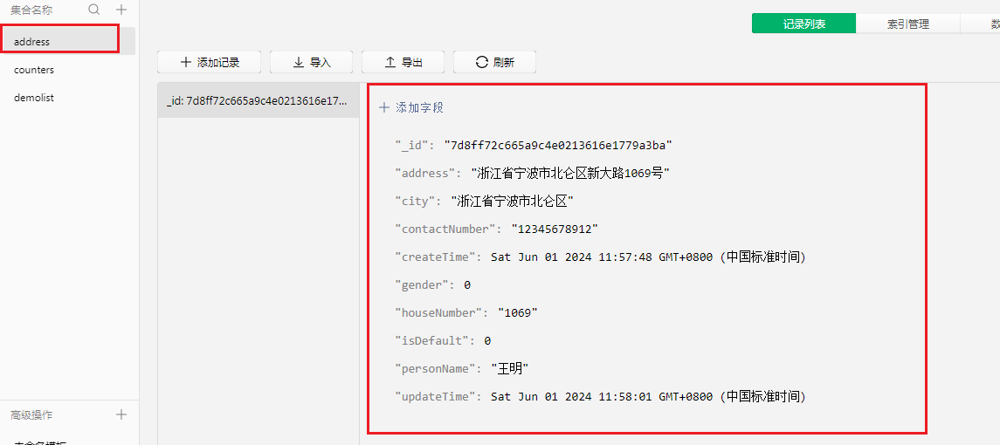 集合名称
address
counters
demolist
高级操作
记录列表
索引管理
数
添加记录
导入
导出
刷新
_id: 7d8ff72c665a9c4e0213616e17...
添加字段
"_id": "7d8ff72c665a9c4e0213616e1779a3ba"
"address": "浙江省宁波市北仑区新大路1069号"
"city": "浙江省宁波市北仑区"
"contactNumber": "12345678912"
"createTime": Sat Jun 01 2024 11:57:48 GMT+0800 (中国标准时间)
"gender": 0
"houseNumber": "1069"
"isDefault": 0
"personName": "王明"
"updateTime": Sat Jun 01 2024 11:58:01 GMT+0800 (中国标准时间)